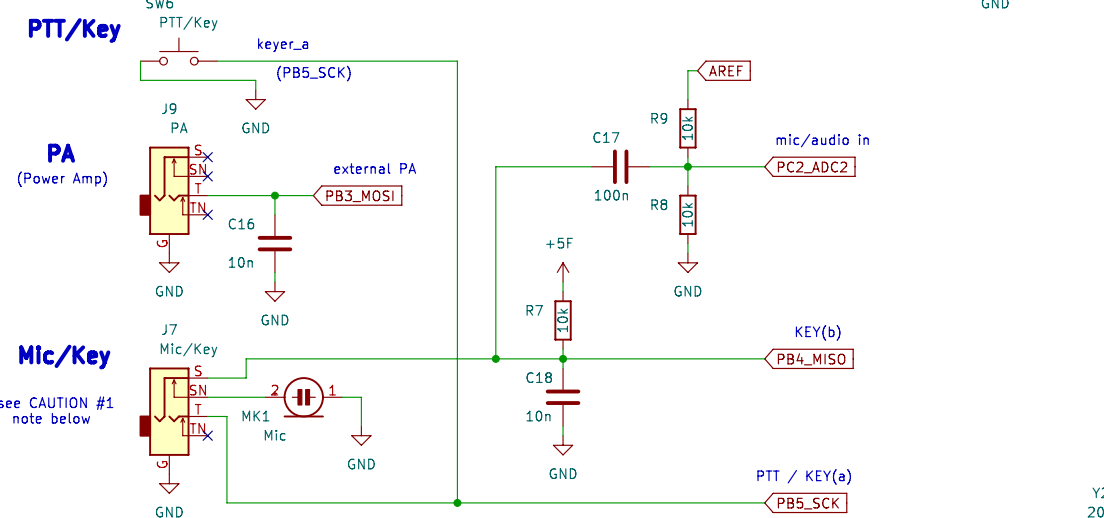 SW6
GND
PTT/Key
PTT/Key
keyer_a
(PB5_SCK)
GND
AREF
R9
10k
J9
PA
PA
(Power Amp)
S
SN
T
TN
G
GND
external PA
PB3_MOSI
C16
10n
GND
C17
100n
mic/audio in
PC2_ADC2
R8
10k
GND
+5F
R7
10k
KEY(b)
PB4_MISO
C18
10n
GND
J7
Mic/Key
Mic/Key
see CAUTION #1
note below
S
SN
T
TN
G
GND
2
1
MK1
Mic
GND
PTT / KEY(a)
PB5_SCK
20